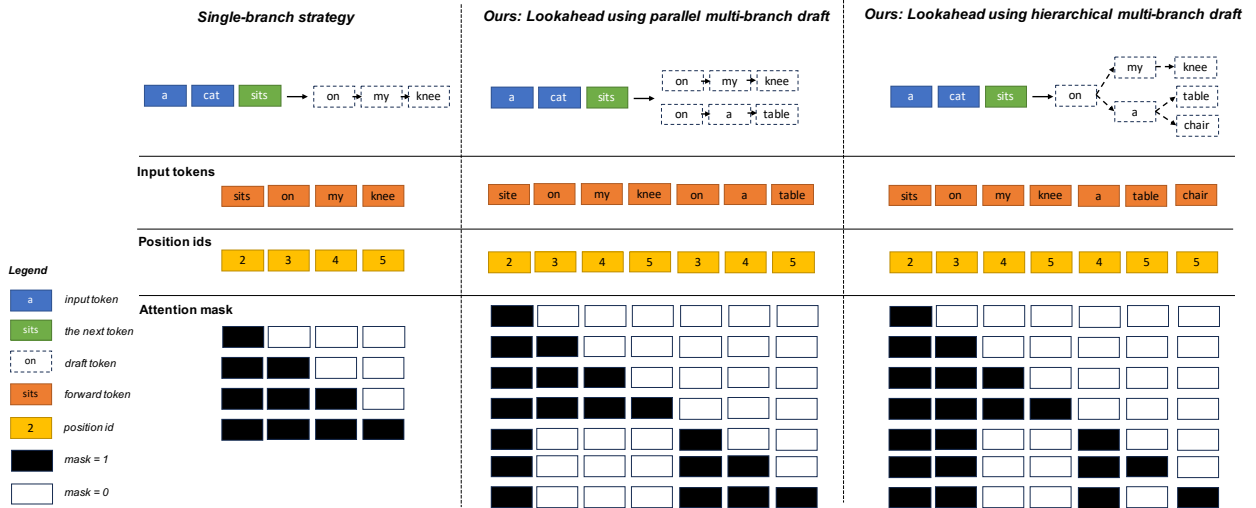 Single-branch strategy
Ours: Lookahead using parallel multi-branch draft
Ours: Lookahead using hierarchical multi-branch draft
a cat sits on my knee
a cat sits on my knee
on a table
a cat sits on my knee
a table
chair
Input tokens
sits on my knee
site on my knee on a table
sits on my knee a table chair
Position ids
2 3 4 5
2 3 4 5 3 4 5
2 3 4 5 4 5 5
Attention mask
Legend
a input token
sits the next token
on draft token
sits forward token
2 position id
mask = 1
mask = 0